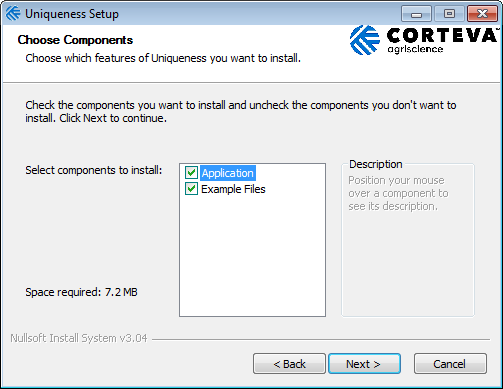 Uniqueness Setup
Choose Components
Choose which features of Uniqueness you want to install.
CORTEVA™
agriscience
Check the components you want to install and uncheck the components you don't want to
install. Click Next to continue.
Select components to install:
Application
Example Files
Description
Position your mouse
over a component to
see its description.
Space required: 7.2 MB
Nullsoft Install System v3.04
< Back
Next >
Cancel